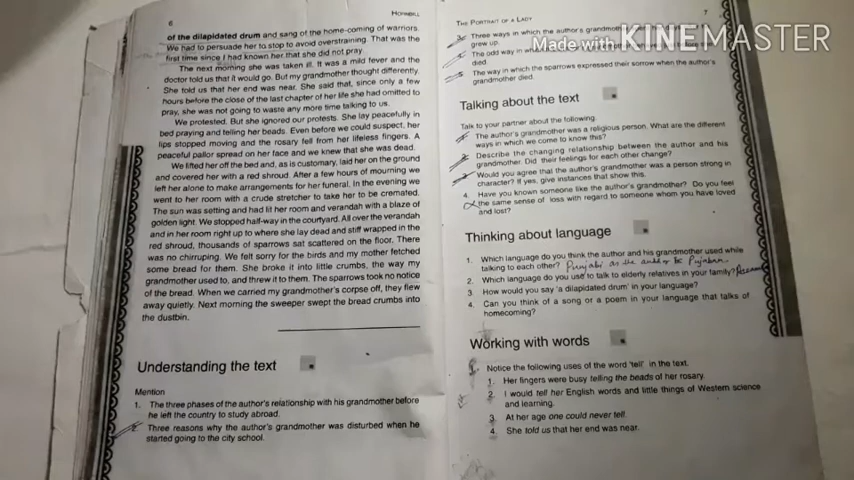 6
HORNBILL
of the dilapidated drum and sang of the home-coming of warriors.
We had to persuade her to stop to avoid overstraining. That was the
first time since I had known her that she did not pray.
The next morning she was taken ill. It was a mild fever and the
doctor told us that it would go. But my grandmother thought differently.
She told us that her end was near. She said that, since only a few
hours before the close of the last chapter of her life she had omitted to
pray, she was not going to waste any more time talking to us.
We protested. But she ignored our protests. She lay peacefully in
bed praying and telling her beads. Even before we could suspect, her
lips stopped moving and the rosary fell from her lifeless fingers. A
peaceful pallor spread on her face and we knew that she was dead.
We lifted her off the bed and, as is customary, laid her on the ground
and covered her with a red shroud. After a few hours of mourning we
left her alone to make arrangements for her funeral. In the evening we
went to her room with a crude stretcher to take her to be cremated.
The sun was setting and had lit her room and verandah with a blaze of
golden light. We stopped half-way in the courtyard. All over the verandah
and in her room right up to where she lay dead and stiff wrapped in the
red shroud, thousands of sparrows sat scattered on the floor. There
was no chirruping. We felt sorry for the birds and my mother fetched
some bread for them. She broke it into little crumbs, the way my
grandmother used to, and threw it to them. The sparrows took no notice
of the bread. When we carried my grandmother's corpse off, they flew
away quietly. Next morning the sweeper swept the bread crumbs into
the dustbin.
Understanding the text
Mention
1. The three phases of the author's relationship with his grandmother before
he left the country to study abroad.
2. Three reasons why the author's grandmother was disturbed when he
started going to the city school.
THE PORTRAIT OF A LADY
7
Made with KINEMASTER
3. Three ways in which the author's grandmother
grew up.
4. The odd way in which
died.
5. The way in which the sparrows expressed their sorrow when the author's
grandmother died.
Talking about the text
Talk to your partner about the following.
1. The author's grandmother was a religious person. What are the different
ways in which we come to know this?
2. Describe the changing relationship between the author and his
grandmother. Did their feelings for each other change?
3. Would you agree that the author's grandmother was a person strong in
character? If yes, give instances that show this.
4. Have you known someone like the author's grandmother? Do you feel
the same sense of loss with regard to someone whom you have loved
and lost?
Thinking about language
1. Which language do you think the author and his grandmother used while
talking to each other? Punjabi as the author
2. Which language do you use to talk to elderly relatives in your family?
3. How would you say 'a dilapidated drum' in your language?
4. Can you think of a song or a poem in your language that talks of
homecoming?
Working with words
1. Notice the following uses of the word 'tell' in the text.
1. Her fingers were busy telling the beads of her rosary.
2. I would tell her English words and little things of Western science
and learning.
3. At her age one could never tell.
4. She told us that her end was near.